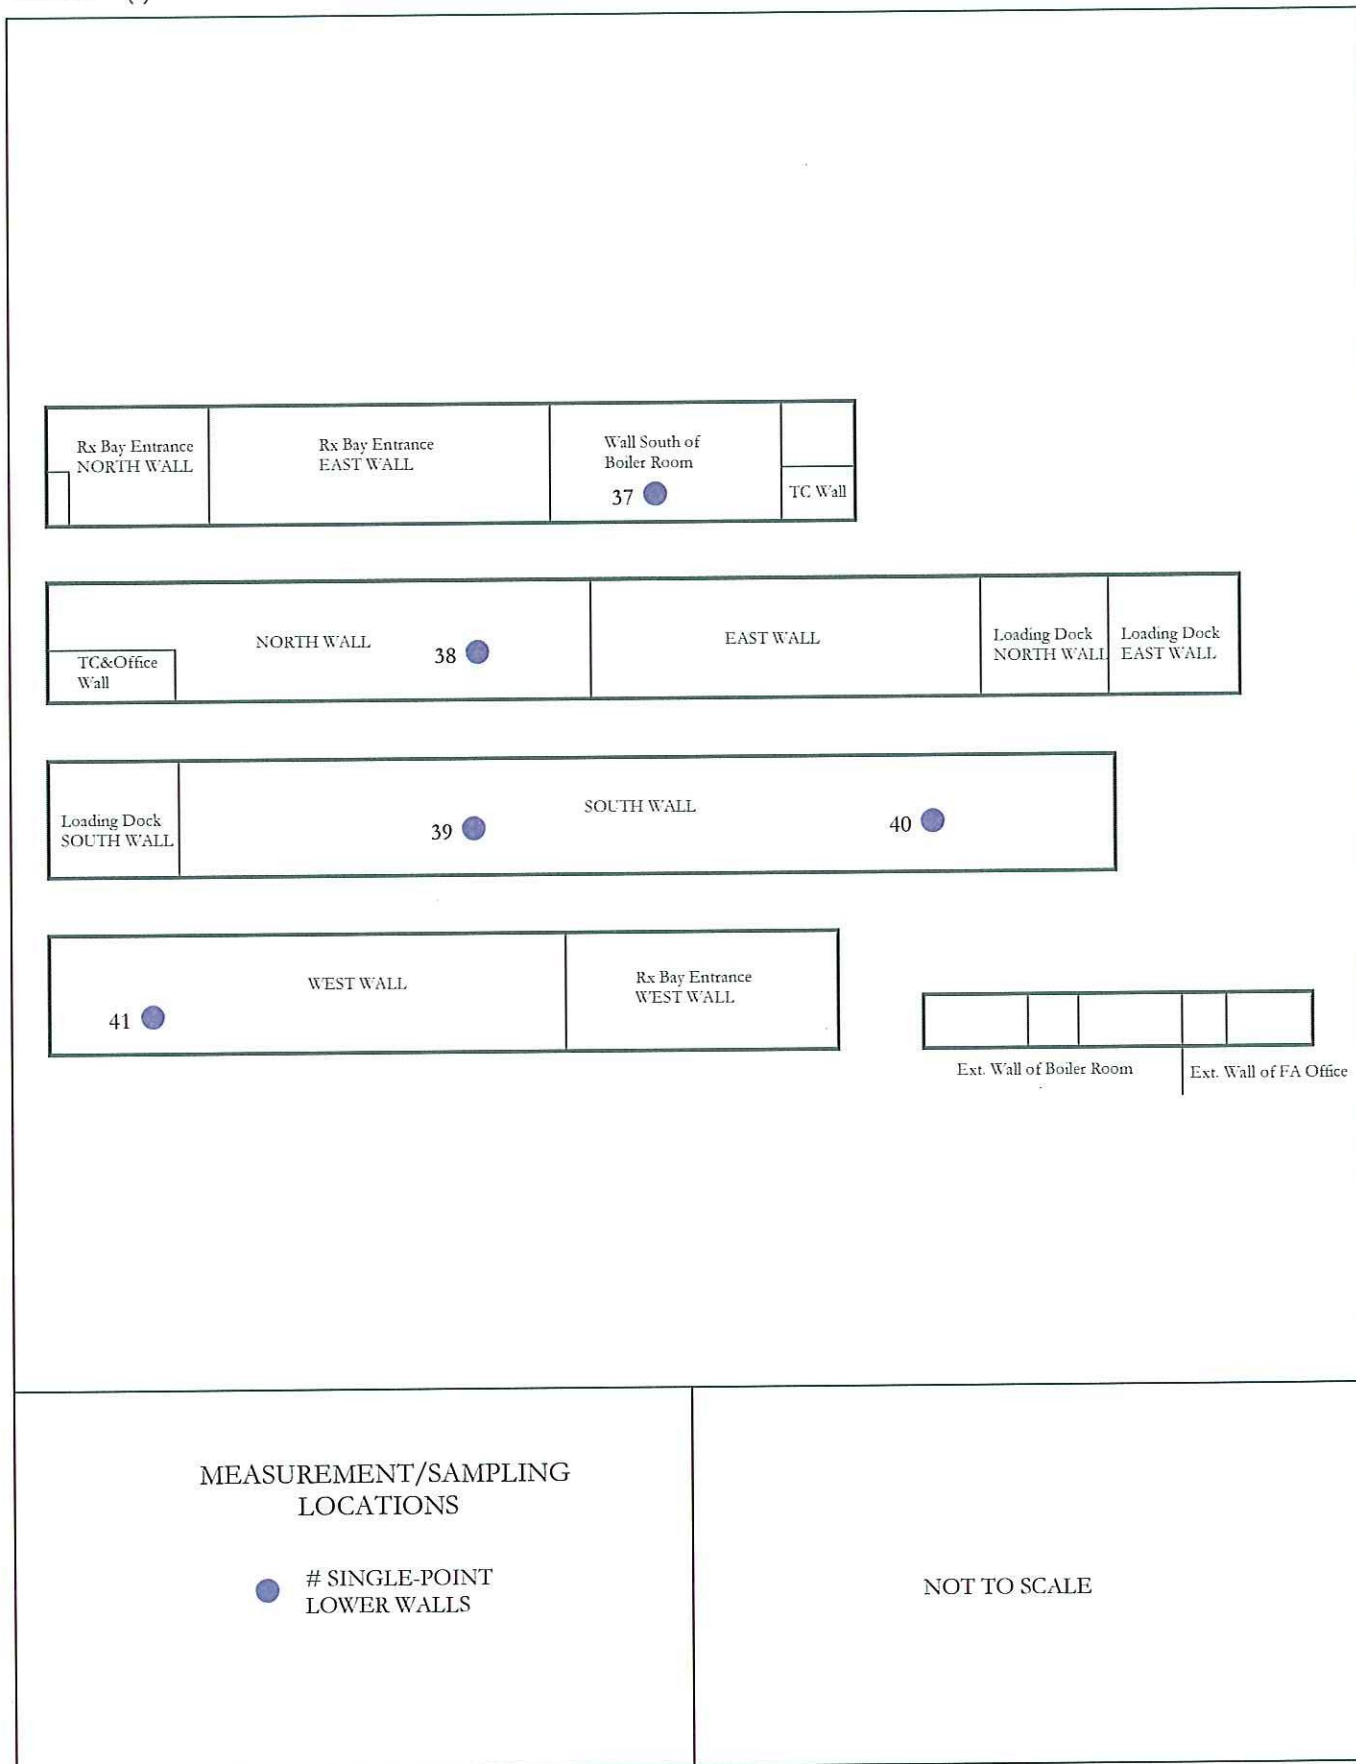 Rx Bay Entrance
NORTH WALL
Rx Bay Entrance
EAST WALL
Wall South of
Boiler Room
37
TC Wall
TC&Office
Wall
NORTH WALL
38
EAST WALL
Loading Dock
NORTH WALL
Loading Dock
EAST WALL
Loading Dock
SOUTH WALL
39
SOUTH WALL
40
41
WEST WALL
Rx Bay Entrance
WEST WALL
Ext. Wall of Boiler Room
Ext. Wall of FA Office
MEASUREMENT/SAMPLING
LOCATIONS
# SINGLE-POINT
LOWER WALLS
NOT TO SCALE